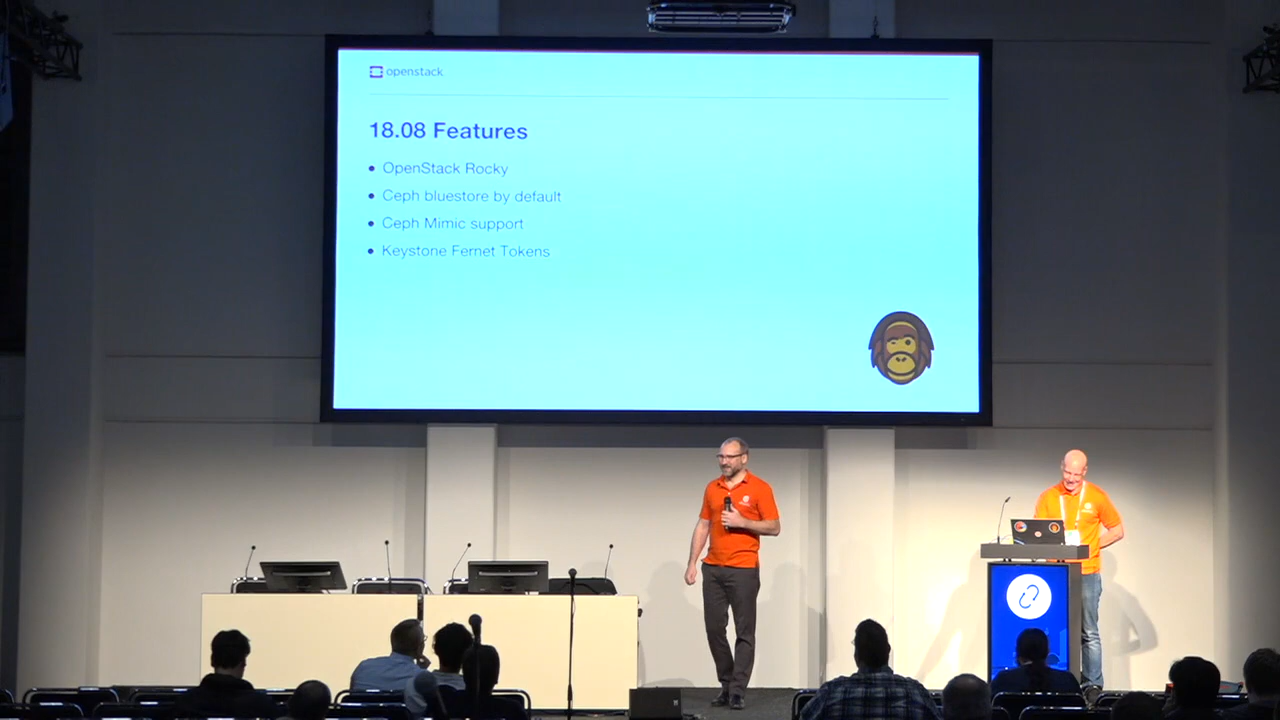 openstack
18.08 Features
• OpenStack Rocky
• Ceph bluestore by default
• Ceph Mimic support
• Keystone Fernet Tokens